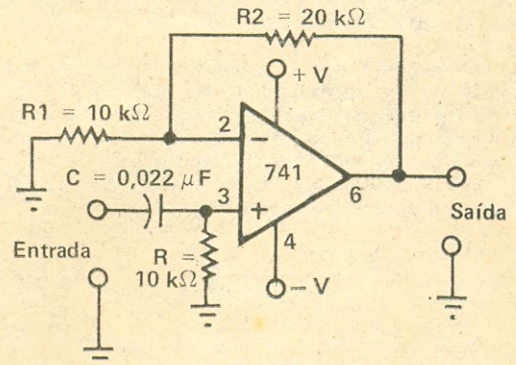 R2 = 20 kΩ
+ V
R1 = 10 kΩ
2
−
741
6
C = 0,022 μF
3
+
4
Saída
Entrada
R =
10 kΩ
− V